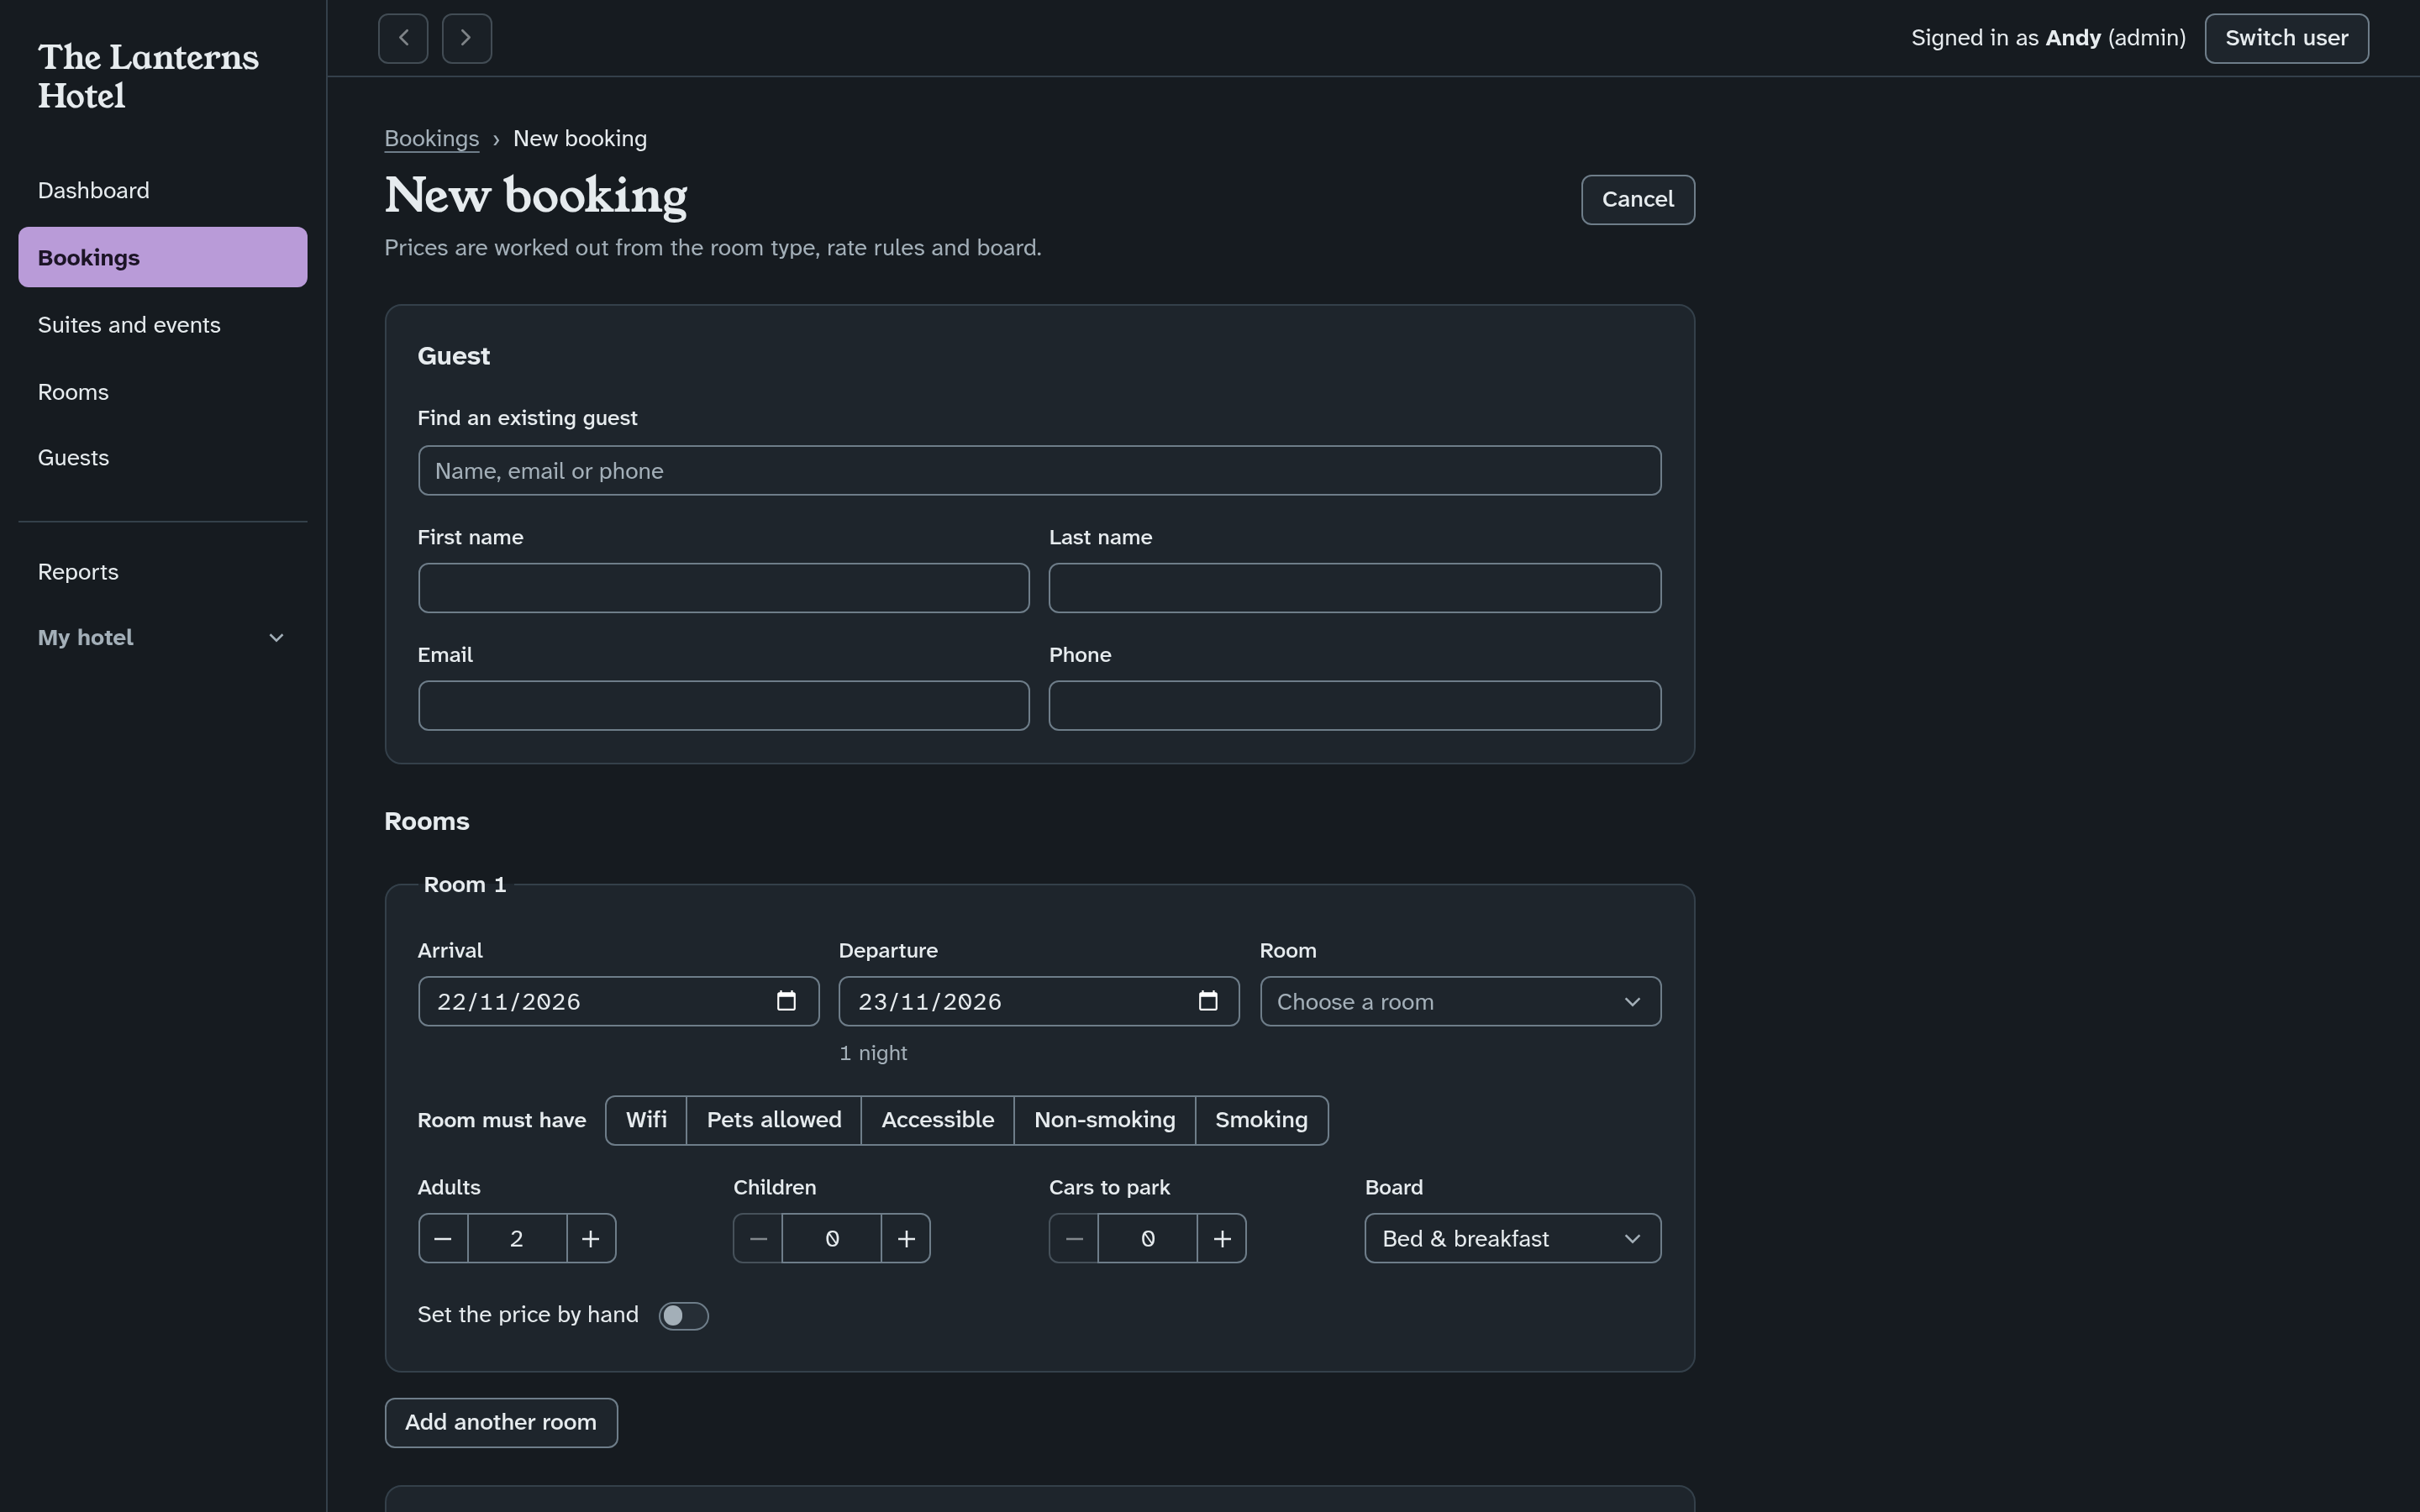 The Lanterns
Hotel
Dashboard
Bookings
Suites and events
Rooms
Guests
Reports
My hotel
Signed in as Andy (admin)
Switch user
Bookings › New booking
New booking
Cancel
Prices are worked out from the room type, rate rules and board.
Guest
Find an existing guest
Name, email or phone
First name
Last name
Email
Phone
Rooms
Room 1
Arrival
Departure
Room
22/11/2026
23/11/2026
Choose a room
1 night
Room must have
Wifi
Pets allowed
Accessible
Non-smoking
Smoking
Adults
Children
Cars to park
Board
− 2 +
− 0 +
− 0 +
Bed & breakfast
Set the price by hand
Add another room